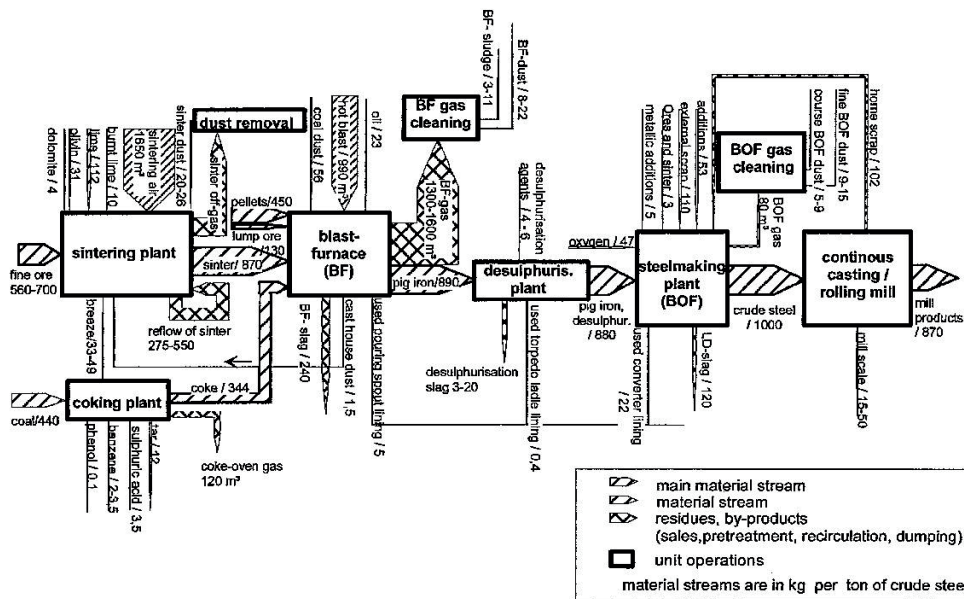 dolomite / 4
olivin / 31
lime / 112
burnt lime / 10
sintering air
1650 m³
sinter dust / 20-26
dust removal
sinter off-gas
coal dust / 56
hot blast / 990 m³
oil / 23
BF gas
cleaning
BF- sludge / 3-11
BF-dust / 8-22
BF-gas
1300-1600 m³
desulphurisation
agents / 4 - 6
metallic additions / 5
Ores and sinter / 3
external scrap / 110
additions / 53
BOF gas
cleaning
BOF gas
80 m³
course BOF
dust / 5-9
fine BOF dust / 9-15
home scrap / 102
fine ore
560-700
sintering plant
pellets/450
lump ore
/130
sinter/ 870
reflow of sinter
275-550
blast-
furnace
(BF)
pig iron/890
desulphuris.
plant
oxygen / 47
pig iron,
desulphur.
/ 880
steelmaking
plant
(BOF)
crude steel
/ 1000
continous
casting /
rolling mill
mill
products
/ 870
breeze/33-49
coal/440
coking plant
coke / 344
phenol / 0,1
benzene / 2-3,5
sulphuric acid / 3,5
tar / 12
coke-oven gas
120 m³
BF- slag / 240
cast house dust / 1,5
used pouring spout lining / 5
desulphurisation
slag 3-20
used torpedo ladle lining / 0,4
used converter lining
/ 22
LD-slag / 120
mill scale / 15-50
main material stream
material stream
residues, by-products
(sales,pretreatment, recirculation, dumping)
unit operations
material streams are in kg per ton of crude stee